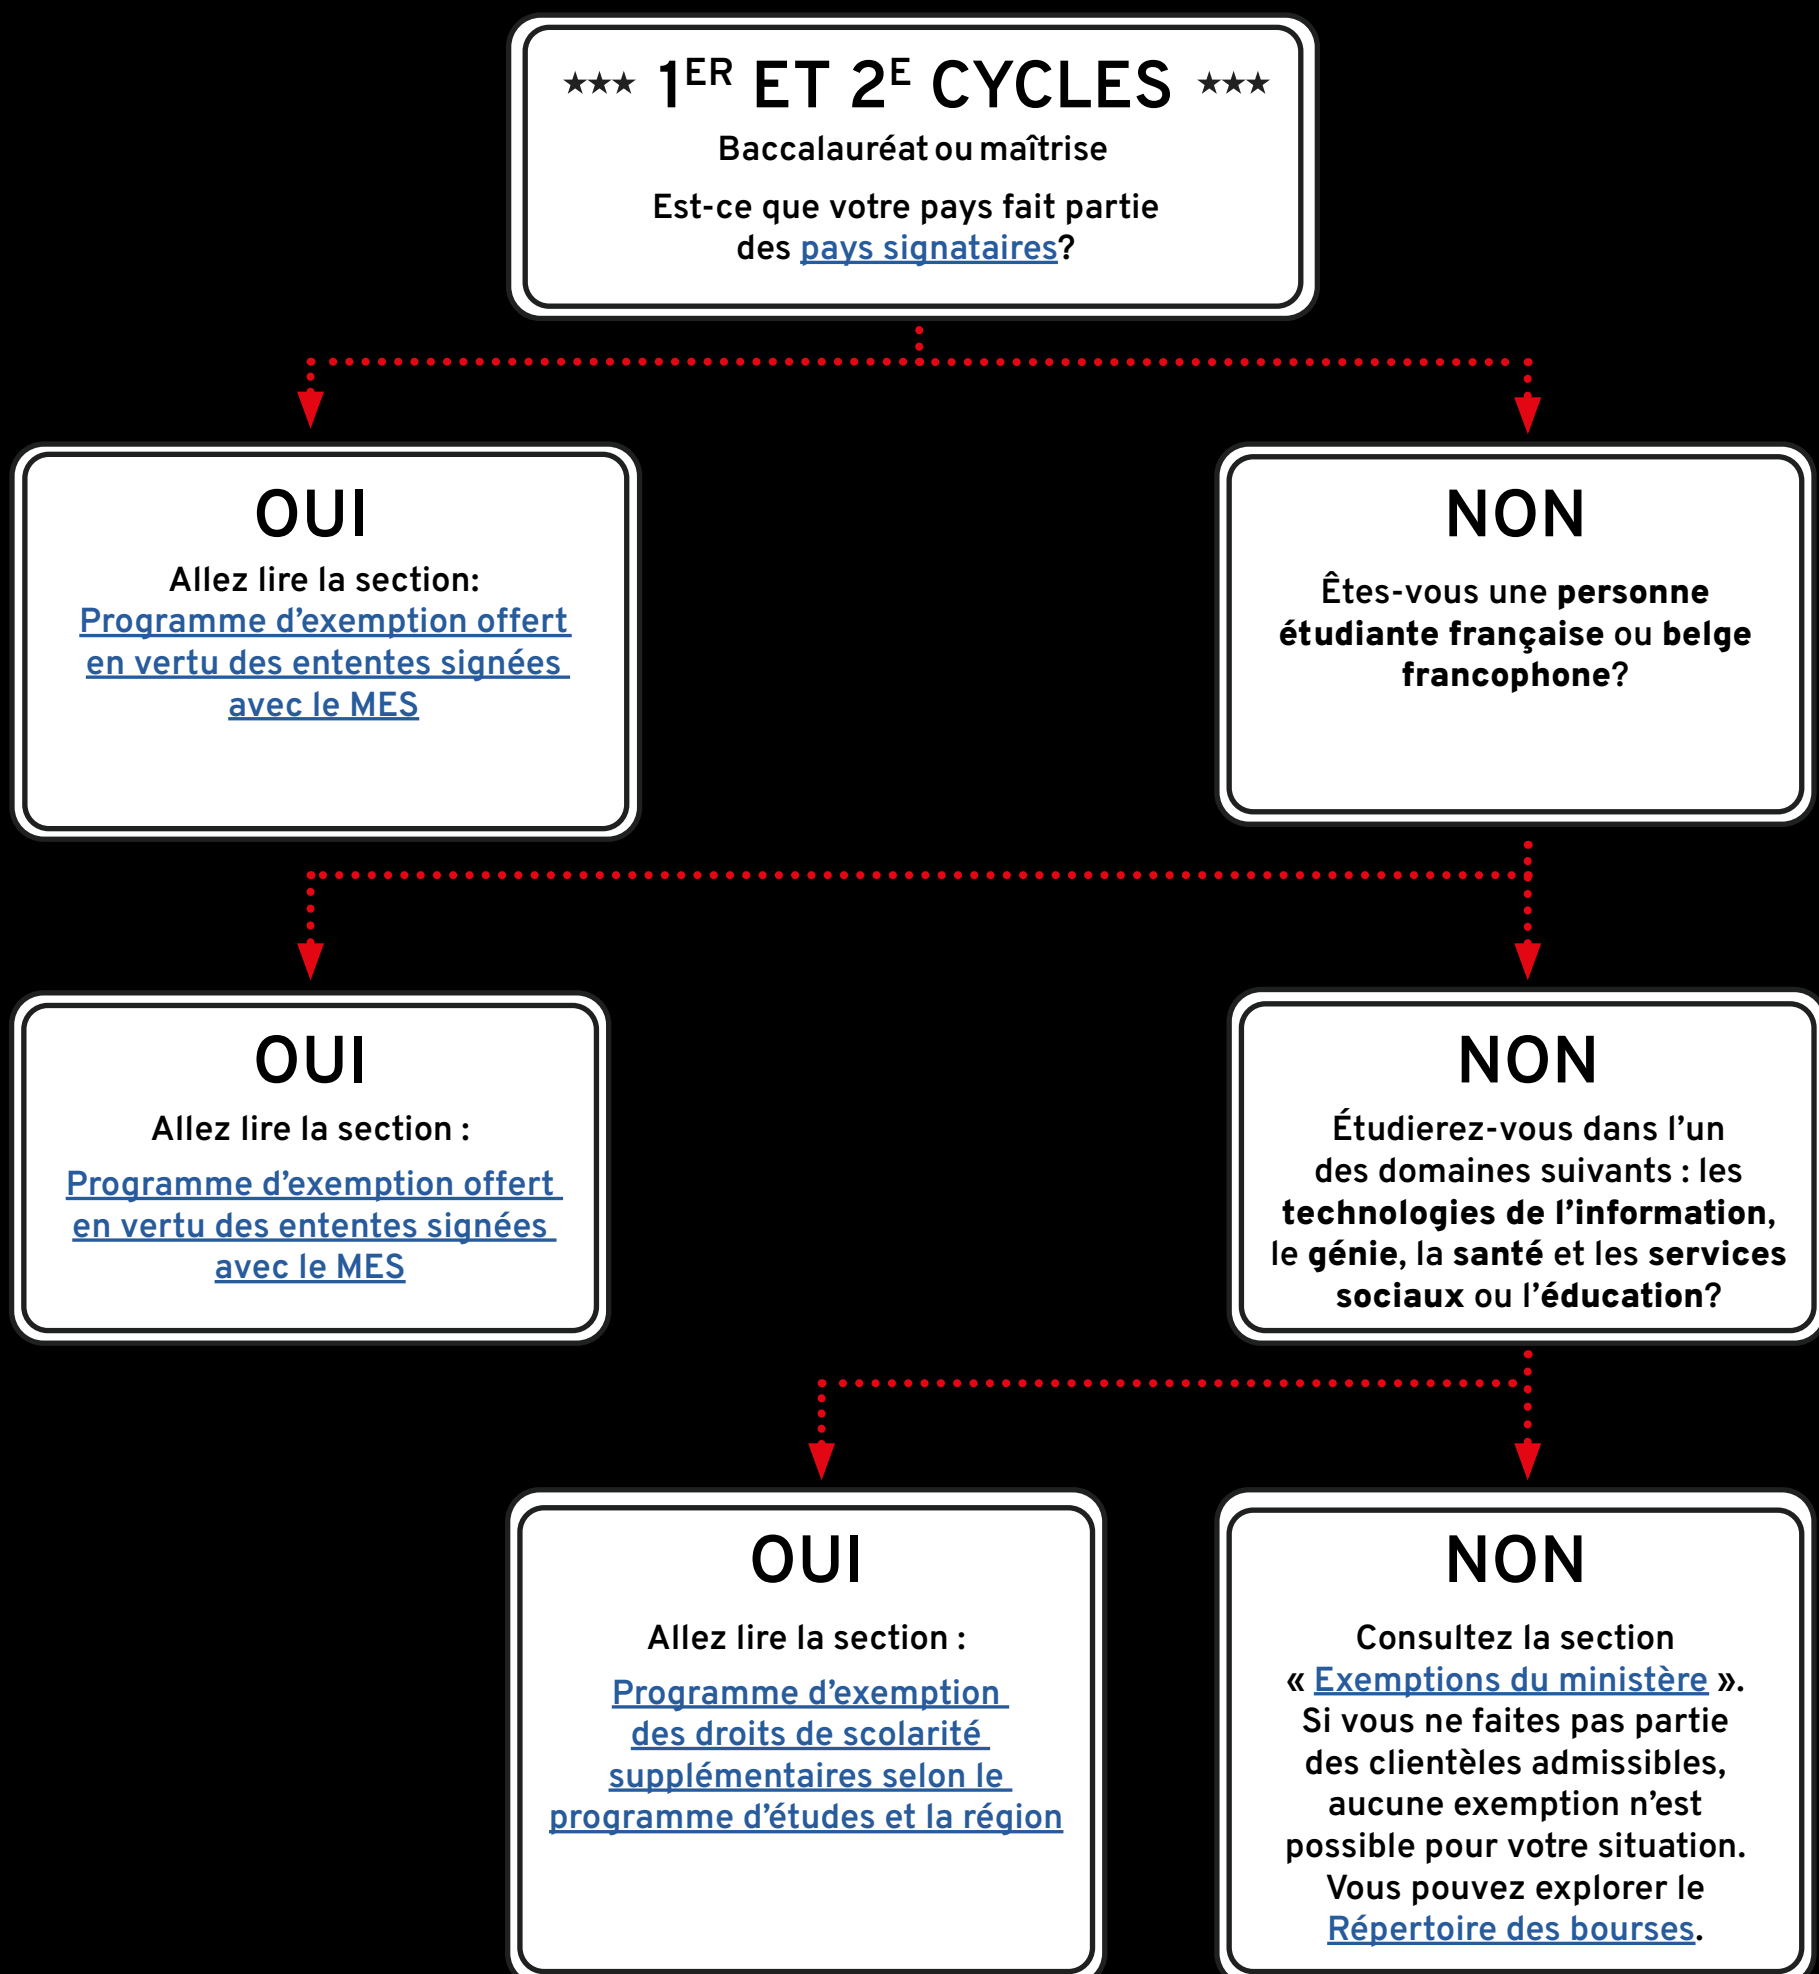 1ER ET 2E CYCLES
Baccalauréat ou maîtrise
Est-ce que votre pays fait partie
des pays signataires?
OUI
Allez lire la section:
Programme d’exemption offert
en vertu des ententes signées
avec le MES
NON
Êtes-vous une personne
étudiante française ou belge
francophone?
OUI
Allez lire la section :
Programme d’exemption offert
en vertu des ententes signées
avec le MES
NON
Étudierez-vous dans l’un
des domaines suivants : les
technologies de l’information,
le génie, la santé et les services
sociaux ou l’éducation?
OUI
Allez lire la section :
Programme d’exemption
des droits de scolarité
supplémentaires selon le
programme d’études et la région
NON
Consultez la section
« Exemptions du ministère ».
Si vous ne faites pas partie
des clientèles admissibles,
aucune exemption n’est
possible pour votre situation.
Vous pouvez explorer le
Répertoire des bourses.